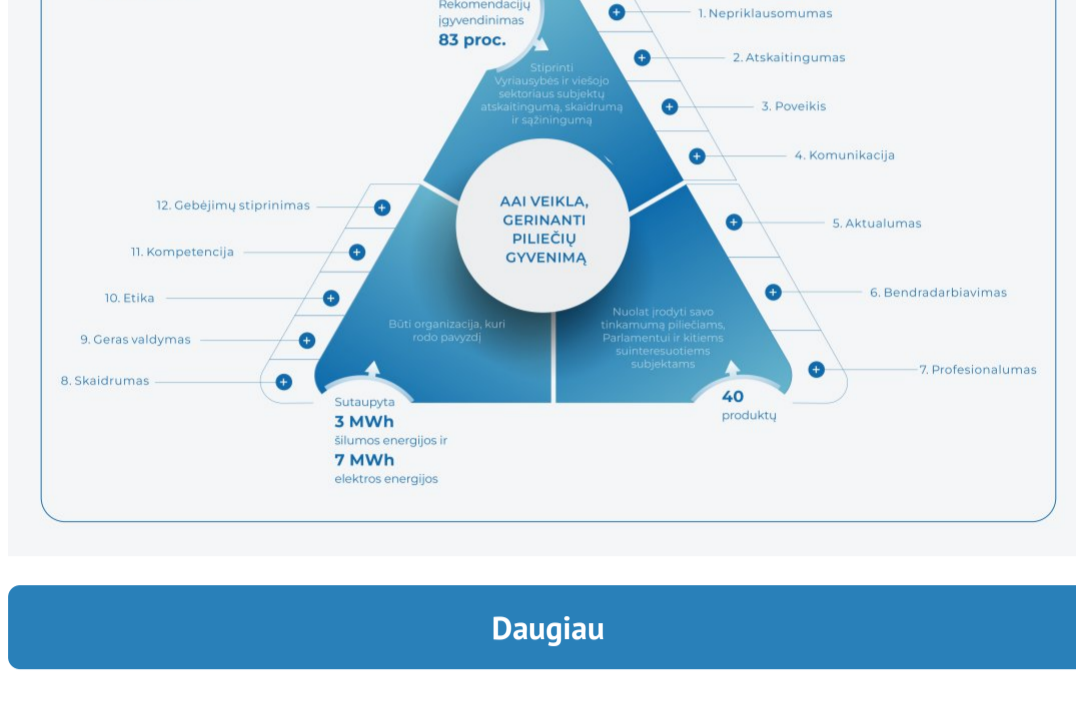 Rekomendacijų
įgyvendinimas
83 proc.
Stiprinti
Vyriausybės ir viešojo
sektoriaus subjektų
atskaitingumą, skaidrumą
ir sąžiningumą
1. Nepriklausomumas
2. Atskaitingumas
3. Poveikis
4. Komunikacija
AAI VEIKLA,
GERINANTI
PILIEČIŲ
GYVENIMĄ
12. Gebėjimų stiprinimas
11. Kompetencija
10. Etika
9. Geras valdymas
8. Skaidrumas
5. Aktualumas
6. Bendradarbiavimas
7. Profesionalumas
Būti organizacija, kuri
rodo pavyzdį
Nuolat įrodyti savo
tinkamumą piliečiams,
Parlamentui ir kitiems
suinteresuotiems
subjektams
Sutaupyta
3 MWh
šilumos energijos ir
7 MWh
elektros energijos
40
produktų
Daugiau